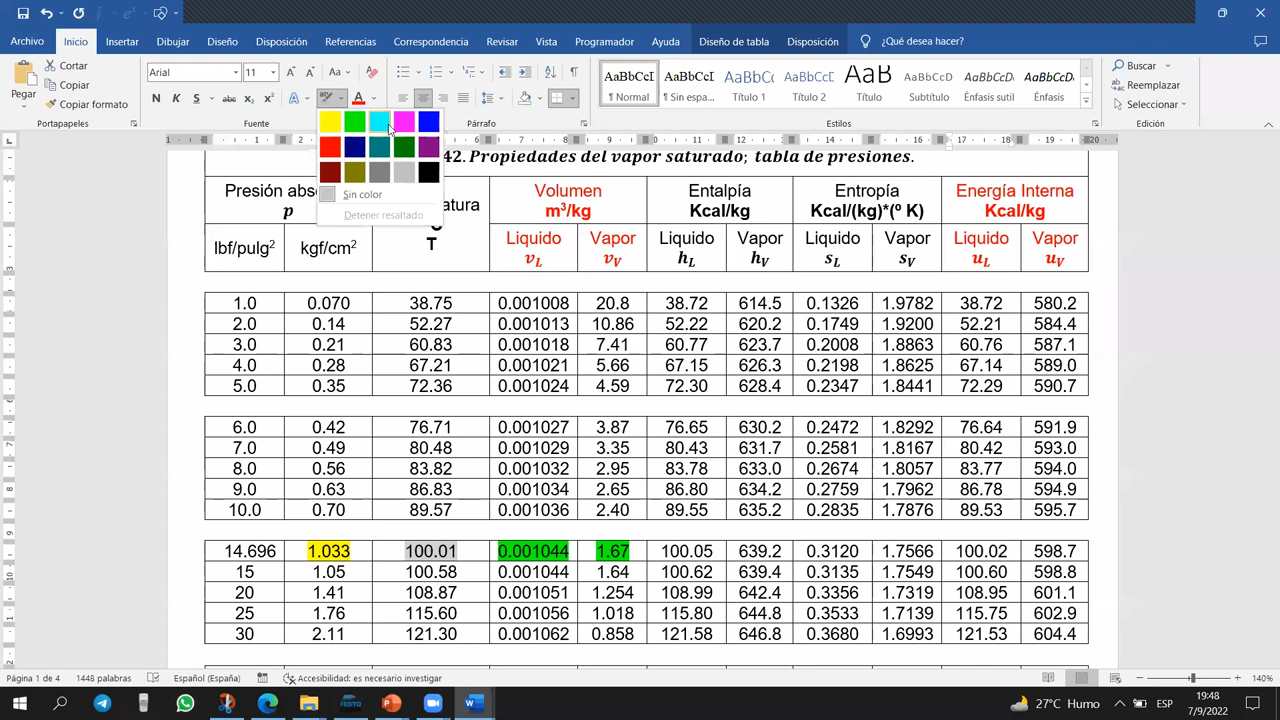 Archivo Inicio Insertar Dibujar Diseño Disposición Referencias Correspondencia Revisar Vista Programador Ayuda Diseño de tabla Disposición ¿Qué desea hacer?
Pegar
Cortar
Copiar
Copiar formato
Portapapeles
Arial 11
Fuente
Párrafo
AaBbCcD ¶ Normal
AaBbCcD ¶ Sin espa...
AaBbCc Título 1
AaBbCcD Título 2
AaB Título
AaBbCcD Subtítulo
AaBbCcDı Énfasis sutil
AaBbCcDı Énfasis
Estilos
Buscar
Reemplazar
Seleccionar
Edición
Sin color
Detener resaltado
42. Propiedades del vapor saturado; tabla de presiones.
Presión abs atura Volumen Entalpía Entropía Energía Interna
p m³/kg Kcal/kg Kcal/(kg)*(º K) Kcal/kg
lbf/pulg² kgf/cm² T Liquido Vapor Liquido Vapor Liquido Vapor Liquido Vapor
v_L v_V h_L h_V s_L s_V u_L u_V
1.0 0.070 38.75 0.001008 20.8 38.72 614.5 0.1326 1.9782 38.72 580.2
2.0 0.14 52.27 0.001013 10.86 52.22 620.2 0.1749 1.9200 52.21 584.4
3.0 0.21 60.83 0.001018 7.41 60.77 623.7 0.2008 1.8863 60.76 587.1
4.0 0.28 67.21 0.001021 5.66 67.15 626.3 0.2198 1.8625 67.14 589.0
5.0 0.35 72.36 0.001024 4.59 72.30 628.4 0.2347 1.8441 72.29 590.7
6.0 0.42 76.71 0.001027 3.87 76.65 630.2 0.2472 1.8292 76.64 591.9
7.0 0.49 80.48 0.001029 3.35 80.43 631.7 0.2581 1.8167 80.42 593.0
8.0 0.56 83.82 0.001032 2.95 83.78 633.0 0.2674 1.8057 83.77 594.0
9.0 0.63 86.83 0.001034 2.65 86.80 634.2 0.2759 1.7962 86.78 594.9
10.0 0.70 89.57 0.001036 2.40 89.55 635.2 0.2835 1.7876 89.53 595.7
14.696 1.033 100.01 0.001044 1.67 100.05 639.2 0.3120 1.7566 100.02 598.7
15 1.05 100.58 0.001044 1.64 100.62 639.4 0.3135 1.7549 100.60 598.8
20 1.41 108.87 0.001051 1.254 108.99 642.4 0.3356 1.7319 108.95 601.1
25 1.76 115.60 0.001056 1.018 115.80 644.8 0.3533 1.7139 115.75 602.9
30 2.11 121.30 0.001062 0.858 121.58 646.8 0.3680 1.6993 121.53 604.4
Página 1 de 4 1448 palabras Español (España) Accesibilidad: es necesario investigar 140%
FESTO
27°C Humo ESP 19:48
7/9/2022